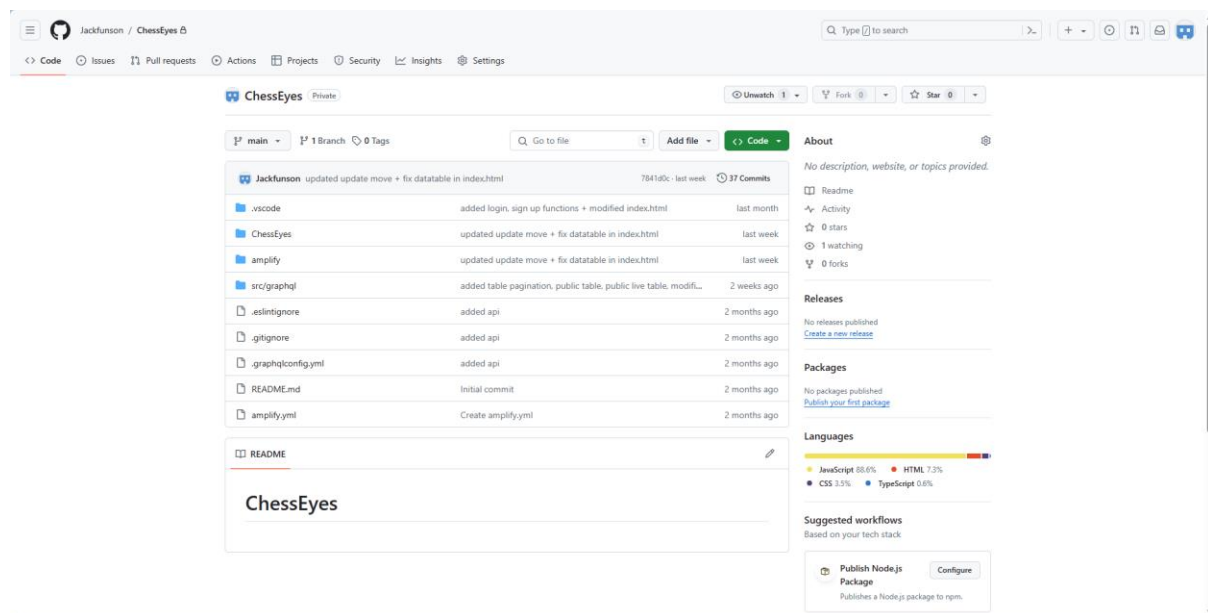 Jackfunson / ChessEyes
Type / to search
Code Issues Pull requests Actions Projects Security Insights Settings
ChessEyes Private
Unwatch 1 Fork 0 Star 0
main 1 Branch 0 Tags
Go to file t Add file Code
Jackfunson updated update move + fix datatable in index.html 7841d0c · last week 37 Commits
.vscode added login, sign up functions + modified index.html last month
ChessEyes updated update move + fix datatable in index.html last week
amplify updated update move + fix datatable in index.html last week
src/graphql added table pagination, public table, public live table, modifi... 2 weeks ago
.eslintignore added api 2 months ago
.gitignore added api 2 months ago
.graphqlconfig.yml added api 2 months ago
README.md Initial commit 2 months ago
amplify.yml Create amplify.yml 2 months ago
README
ChessEyes
About
No description, website, or topics provided.
Readme
Activity
0 stars
1 watching
0 forks
Releases
No releases published
Create a new release
Packages
No packages published
Publish your first package
Languages
JavaScript 88.6% HTML 7.3%
CSS 3.5% TypeScript 0.6%
Suggested workflows
Based on your tech stack
Publish Node.js
Package
Configure
Publishes a Node.js package to npm.